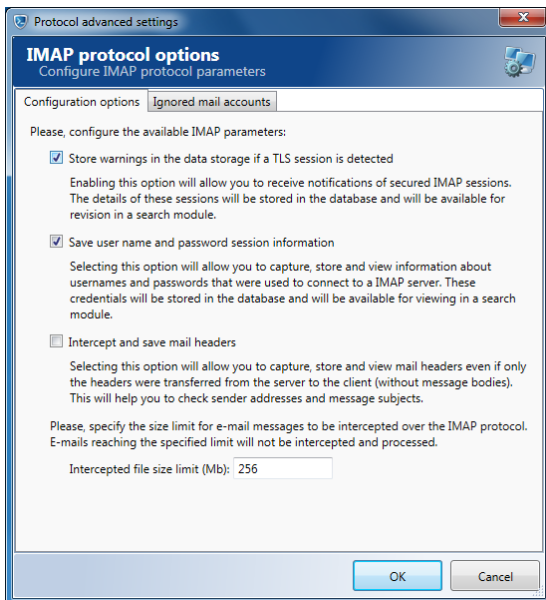 Protocol advanced settings
IMAP protocol options
Configure IMAP protocol parameters
Configuration options
Ignored mail accounts
Please, configure the available IMAP parameters:
Store warnings in the data storage if a TLS session is detected
Enabling this option will allow you to receive notifications of secured IMAP sessions.
The details of these sessions will be stored in the database and will be available for
revision in a search module.
Save user name and password session information
Selecting this option will allow you to capture, store and view information about
usernames and passwords that were used to connect to a IMAP server. These
credentials will be stored in the database and will be available for viewing in a search
module.
Intercept and save mail headers
Selecting this option will allow you to capture, store and view mail headers even if only
the headers were transferred from the server to the client (without message bodies).
This will help you to check sender addresses and message subjects.
Please, specify the size limit for e-mail messages to be intercepted over the IMAP protocol.
E-mails reaching the specified limit will not be intercepted and processed.
Intercepted file size limit (Mb): 256
OK
Cancel